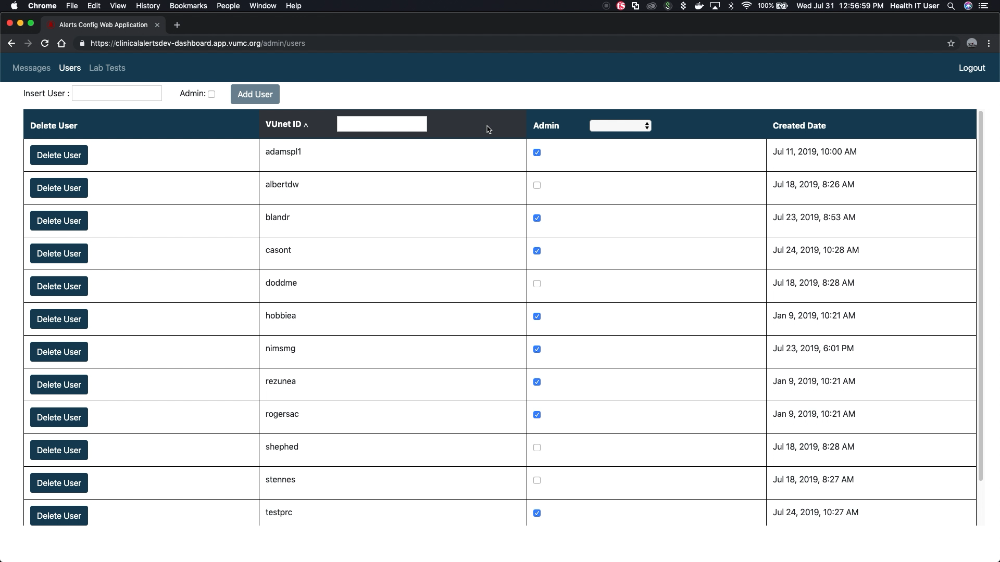 Chrome File Edit View History Bookmarks People Window Help 100% Wed Jul 31 12:56:59 PM Health IT User
Alerts Config Web Application
https://clinicalalertsdev-dashboard.app.vumc.org/admin/users
Messages Users Lab Tests Logout
Insert User : Admin: Add User
Delete User VUnet ID ^ Admin Created Date
Delete User adamspl1 Jul 11, 2019, 10:00 AM
Delete User albertdw Jul 18, 2019, 8:26 AM
Delete User blandr Jul 23, 2019, 8:53 AM
Delete User casont Jul 24, 2019, 10:28 AM
Delete User doddme Jul 18, 2019, 8:28 AM
Delete User hobbiea Jan 9, 2019, 10:21 AM
Delete User nimsmg Jul 23, 2019, 6:01 PM
Delete User rezunea Jan 9, 2019, 10:21 AM
Delete User rogersac Jan 9, 2019, 10:21 AM
Delete User shephed Jul 18, 2019, 8:28 AM
Delete User stennes Jul 18, 2019, 8:27 AM
Delete User testprc Jul 24, 2019, 10:27 AM